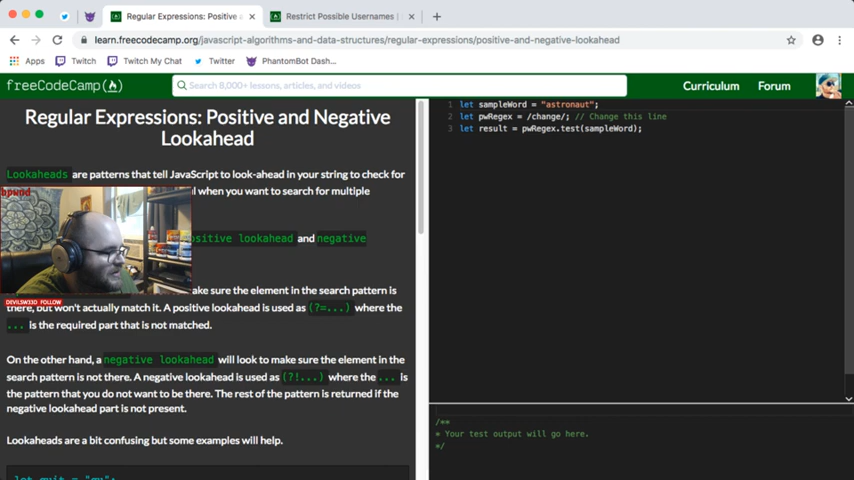 Regular Expressions: Positive a
Restrict Possible Usernames |
learn.freecodecamp.org/javascript-algorithms-and-data-structures/regular-expressions/positive-and-negative-lookahead
Apps Twitch Twitch My Chat Twitter PhantomBot Dash...
freeCodeCamp
Search 8,000+ lessons, articles, and videos
Curriculum Forum
Regular Expressions: Positive and Negative
Lookahead
Lookaheads are patterns that tell JavaScript to look-ahead in your string to check for
l when you want to search for multiple
ositive lookahead and negative
ake sure the element in the search pattern is
there, but won't actually match it. A positive lookahead is used as (?=...) where the
... is the required part that is not matched.
On the other hand, a negative lookahead will look to make sure the element in the
search pattern is not there. A negative lookahead is used as (?!...) where the ... is
the pattern that you do not want to be there. The rest of the pattern is returned if the
negative lookahead part is not present.
Lookaheads are a bit confusing but some examples will help.
let quit = "qu";
DEVILSW33D FOLLOW
1 let sampleWord = "astronaut";
2 let pwRegex = /change/; // Change this line
3 let result = pwRegex.test(sampleWord);
/**
* Your test output will go here.
*/